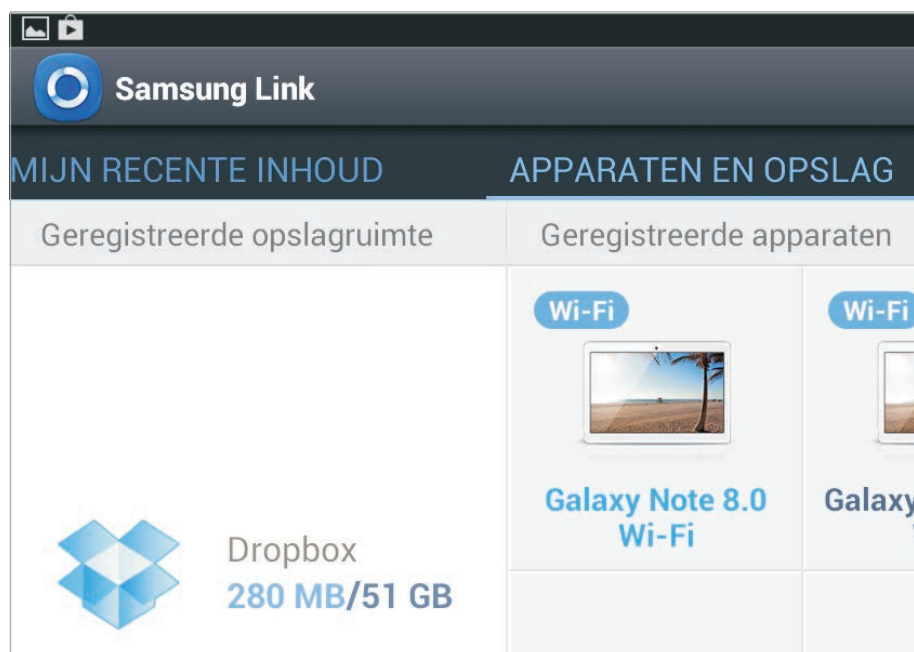 Samsung Link
MIJN RECENTE INHOUD
APPARATEN EN OPSLAG
Geregistreerde opslagruimte
Geregistreerde apparaten
Wi-Fi
Wi-Fi
Galaxy Note 8.0
Wi-Fi
Galaxy
Dropbox
280 MB/51 GB